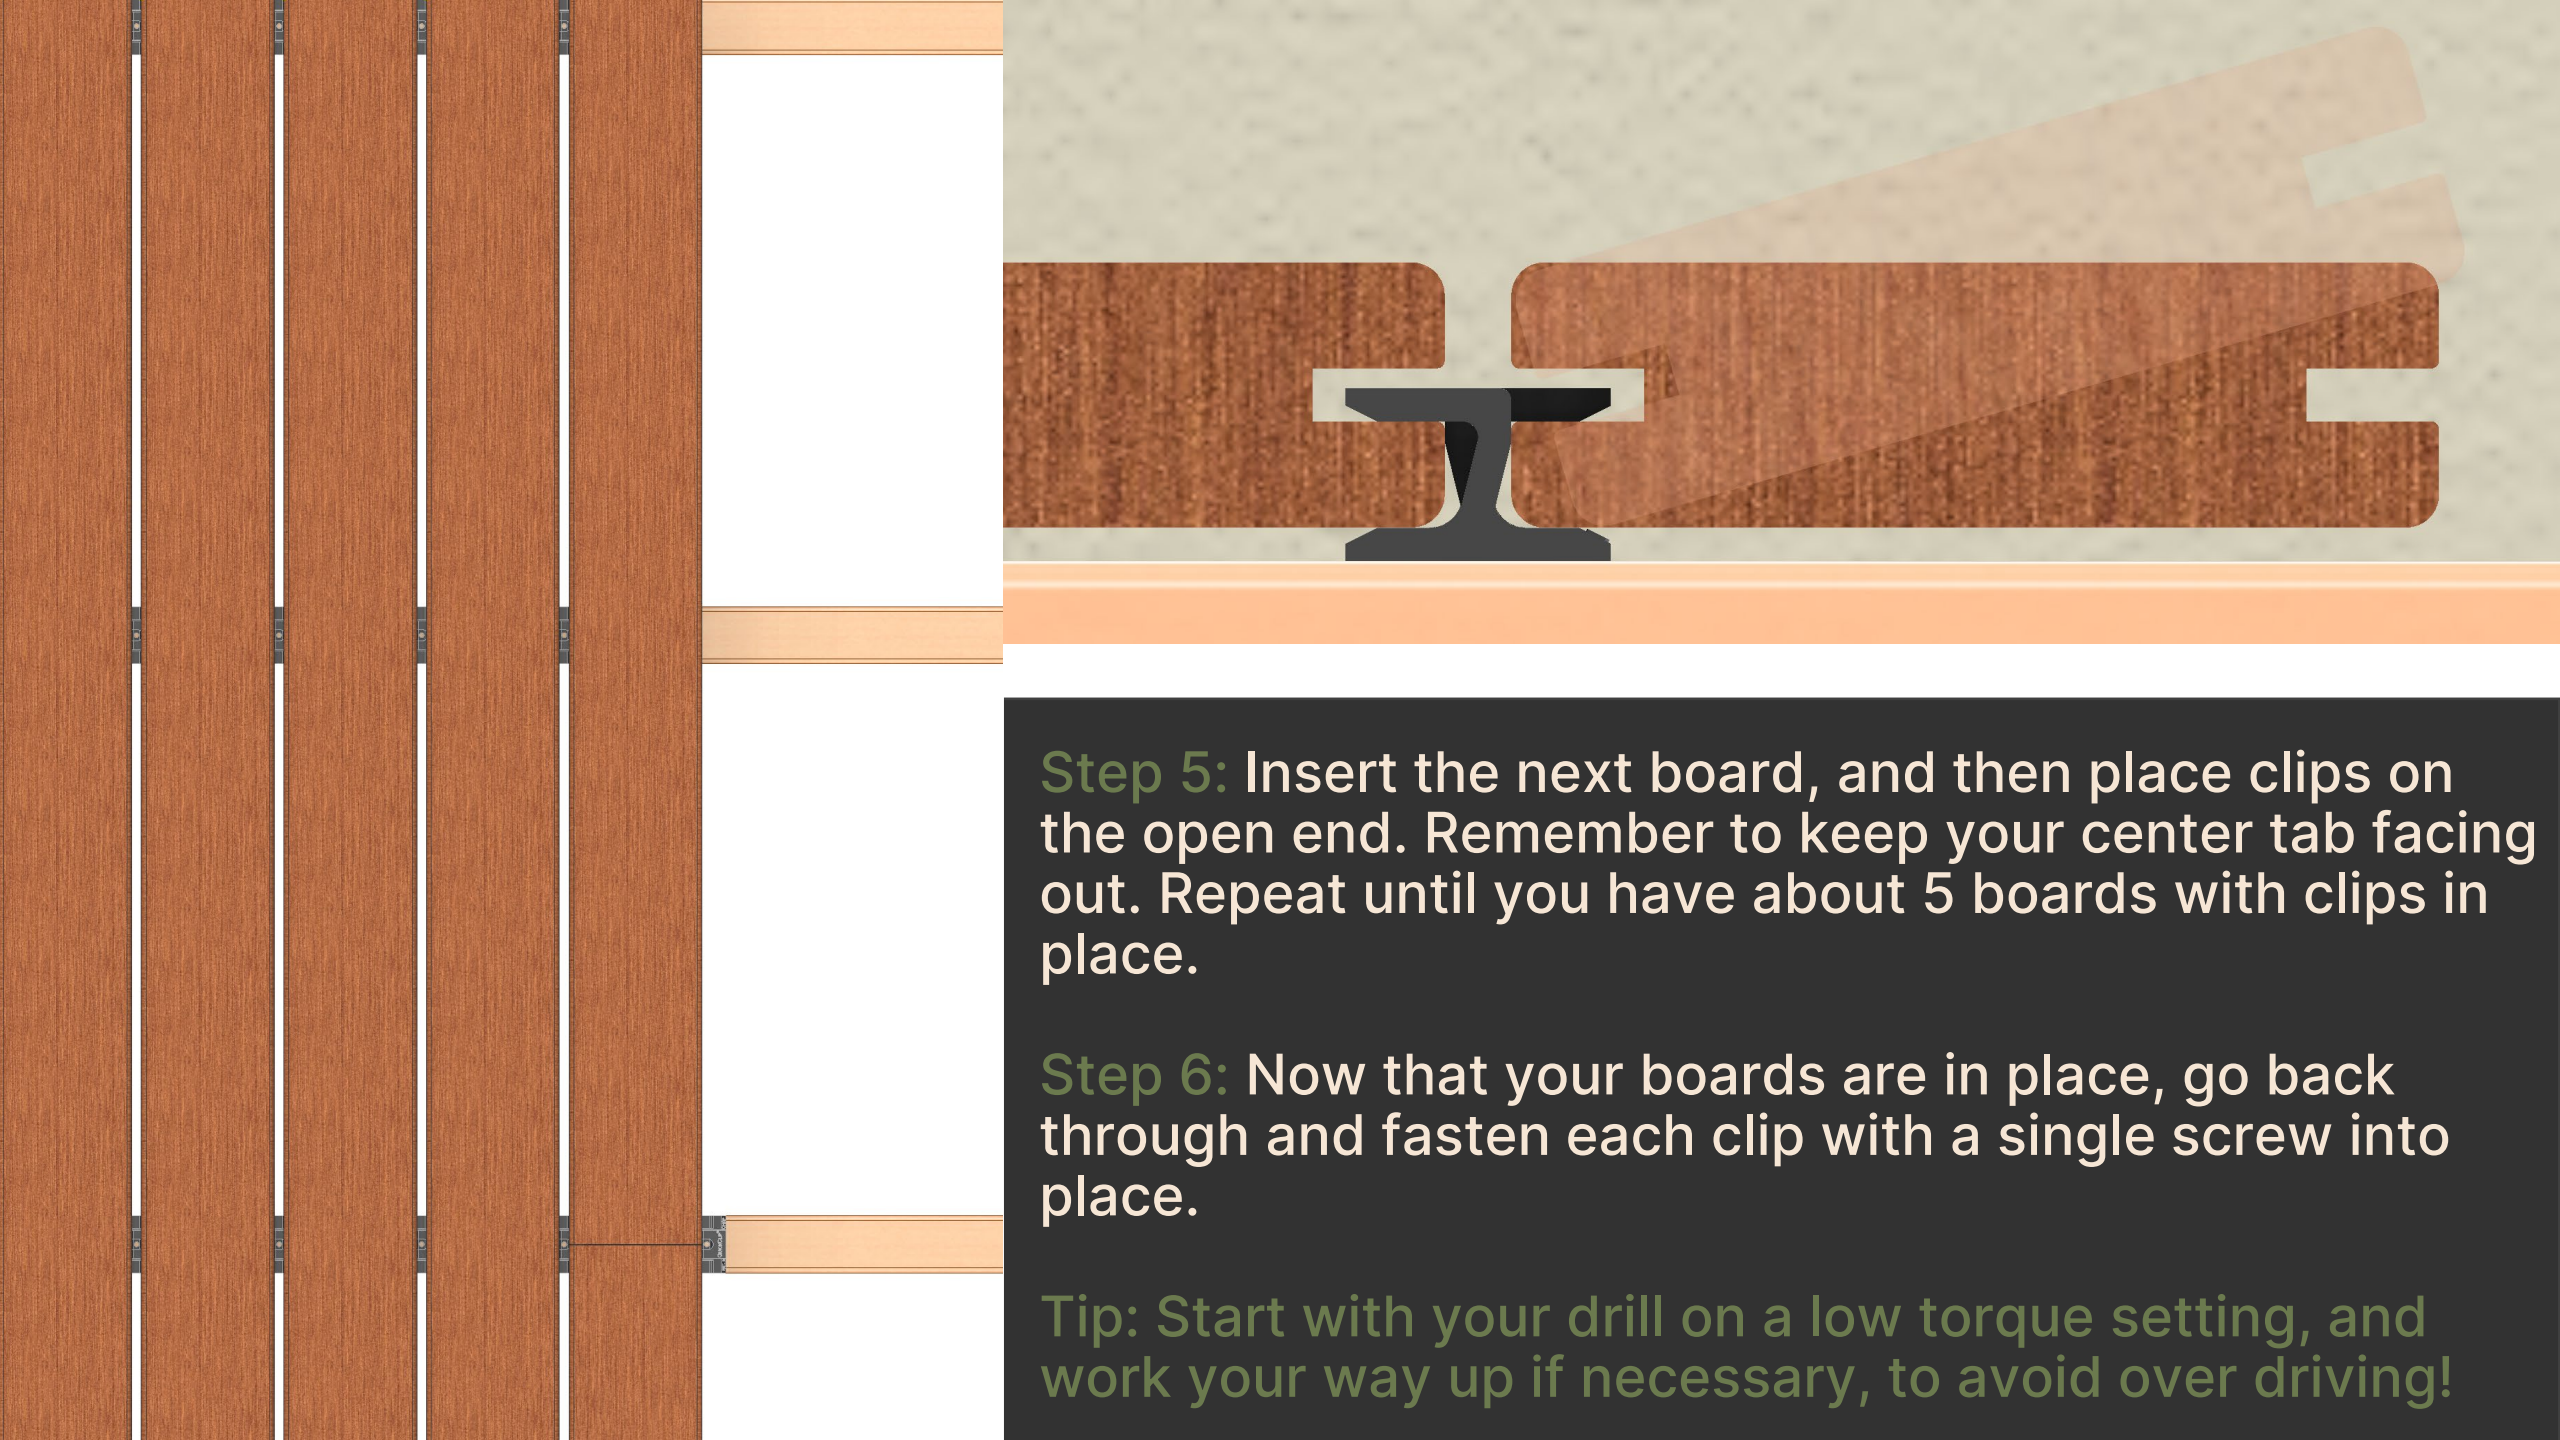 Step 5: Insert the next board, and then place clips on
the open end. Remember to keep your center tab facing
out. Repeat until you have about 5 boards with clips in
place.
Step 6: Now that your boards are in place, go back
through and fasten each clip with a single screw into
place.
Tip: Start with your drill on a low torque setting, and
work your way up if necessary, to avoid over driving!